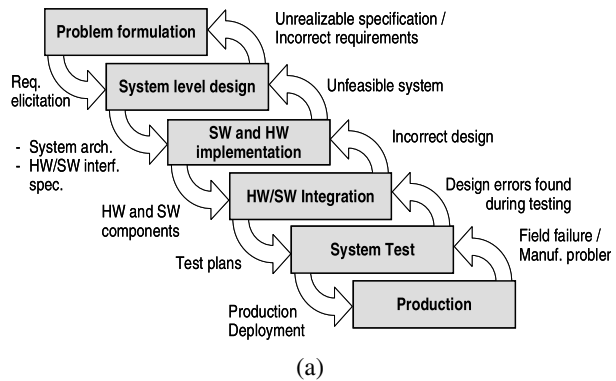 Problem formulation
Unrealizable specification /
Incorrect requirements
Req.
elicitation
System level design
Unfeasible system
- System arch.
- HW/SW interf.
spec.
SW and HW
implementation
Incorrect design
HW and SW
components
HW/SW Integration
Design errors found
during testing
Test plans
System Test
Field failure /
Manuf. probler
Production
Deployment
Production
(a)